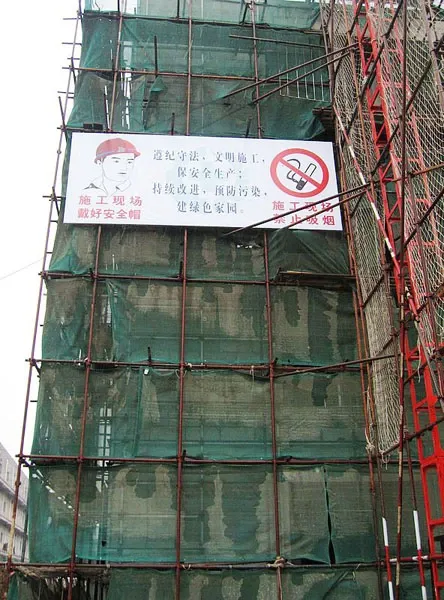 遵纪守法，文明施工，
保安全生产；
持续改进，预防污染，
建绿色家园。
施工现场
戴好安全帽
施工现场
禁止吸烟